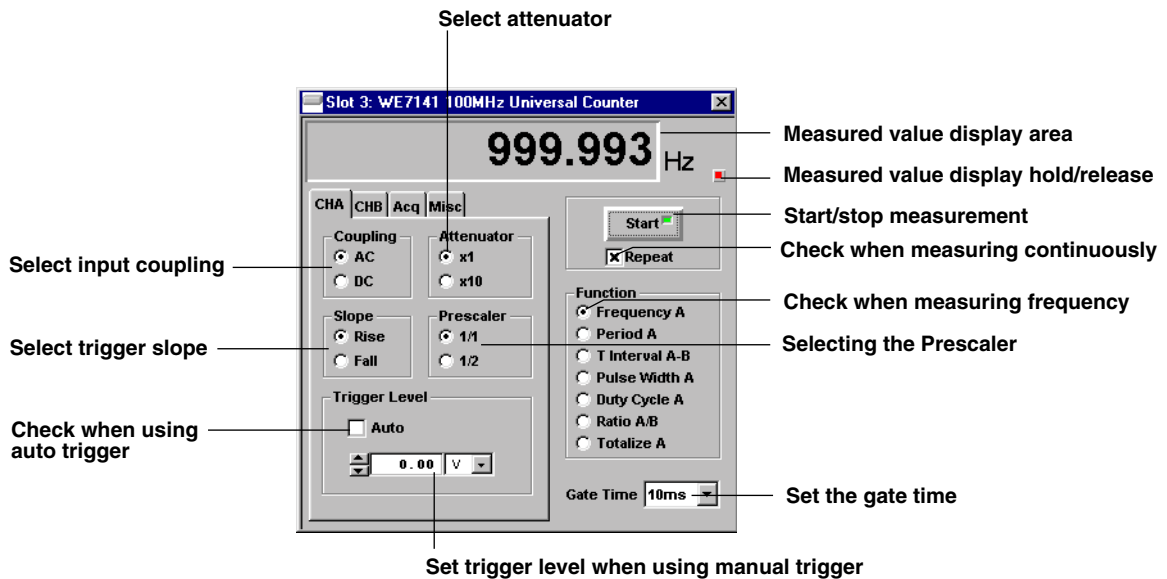 Select attenuator
Slot 3: WE7141 100MHz Universal Counter
999.993 Hz
Measured value display area
Measured value display hold/release
CHA CHB Acq Misc
Start
Start/stop measurement
Repeat
Check when measuring continuously
Select input coupling
Coupling
AC
DC
Attenuator
x1
x10
Function
Frequency A
Check when measuring frequency
Period A
T Interval A-B
Pulse Width A
Duty Cycle A
Ratio A/B
Totalize A
Select trigger slope
Slope
Rise
Fall
Prescaler
1/1
1/2
Selecting the Prescaler
Trigger Level
Check when using
auto trigger
Auto
0.00 V
Gate Time 10ms
Set the gate time
Set trigger level when using manual trigger